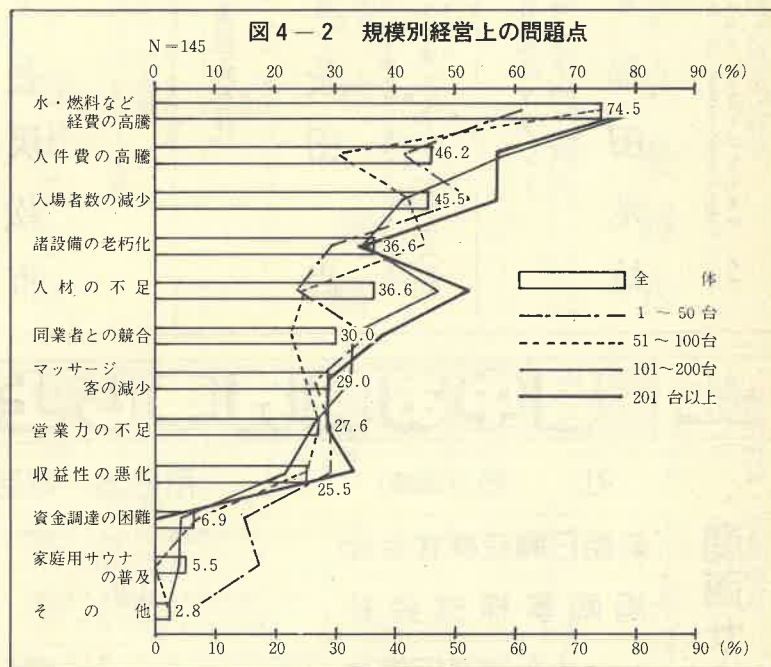 図4－2 規模別経営上の問題点
N＝145
0 10 20 30 40 50 60 70 80 90 (%)
水・燃料など
経費の高騰
74.5
人件費の高騰
46.2
入場者数の減少
45.5
諸設備の老朽化
36.6
人材の不足
36.6
同業者との競合
30.0
マッサージ
客の減少
29.0
営業力の不足
27.6
収益性の悪化
25.5
資金調達の困難
6.9
家庭用サウナ
の普及
5.5
その他
2.8
全体
1～50台
51～100台
101～200台
201台以上
0 10 20 30 40 50 60 70 80 90 (%)